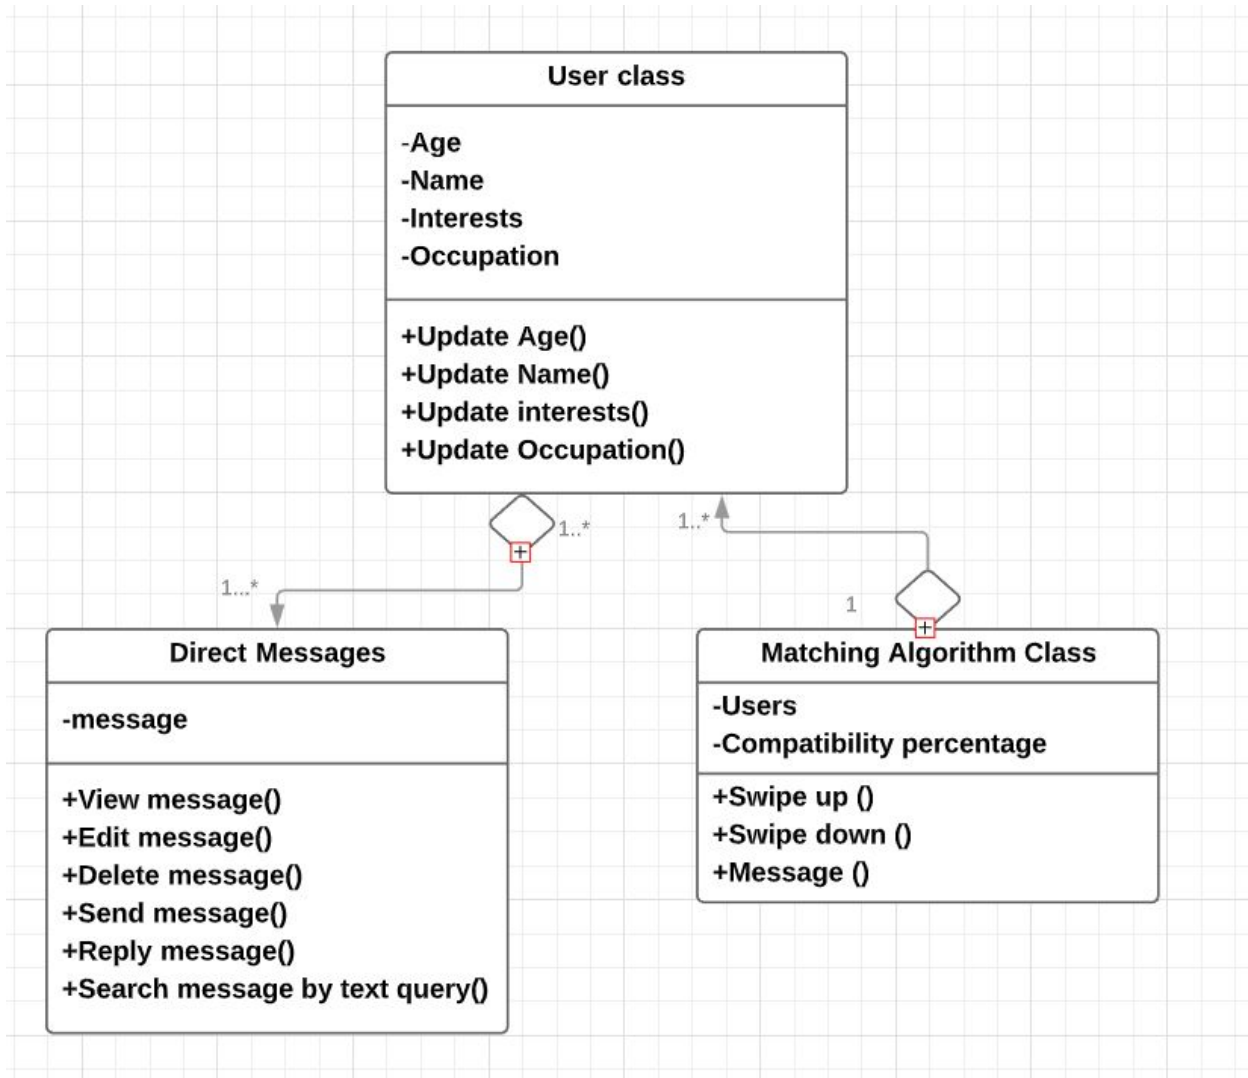 User class
-Age
-Name
-Interests
-Occupation
+Update Age()
+Update Name()
+Update interests()
+Update Occupation()
1..*
1..*
1...*
1
Direct Messages
-message
+View message()
+Edit message()
+Delete message()
+Send message()
+Reply message()
+Search message by text query()
Matching Algorithm Class
-Users
-Compatibility percentage
+Swipe up ()
+Swipe down ()
+Message ()